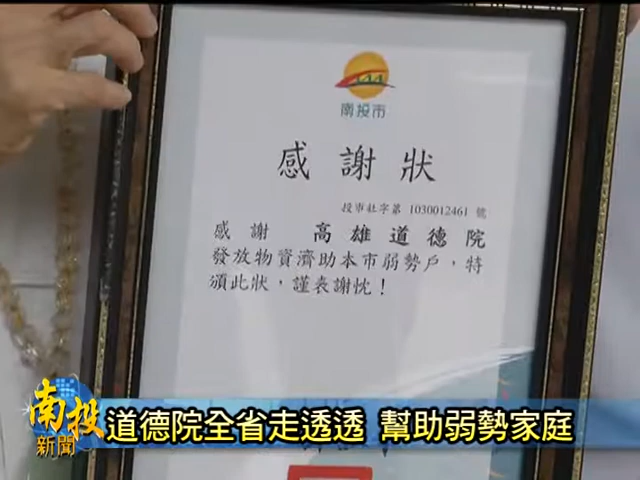 南投市
感謝狀
投市社字第 1030012461 號
感謝 高雄道德院
發放物資濟助本市弱勢戶，特
頒此狀，謹表謝忱！
南投
新聞
道德院全省走透透 幫助弱勢家庭